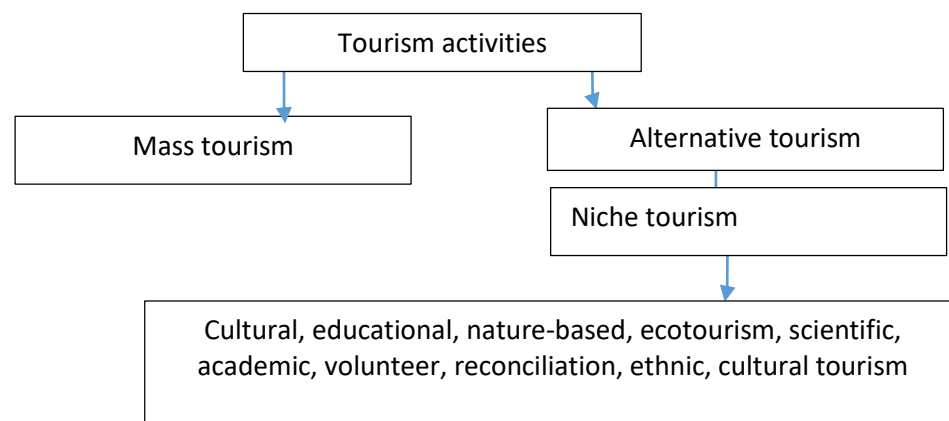 Tourism activities
Mass tourism
Alternative tourism
Niche tourism
Cultural, educational, nature-based, ecotourism, scientific,
academic, volunteer, reconciliation, ethnic, cultural tourism